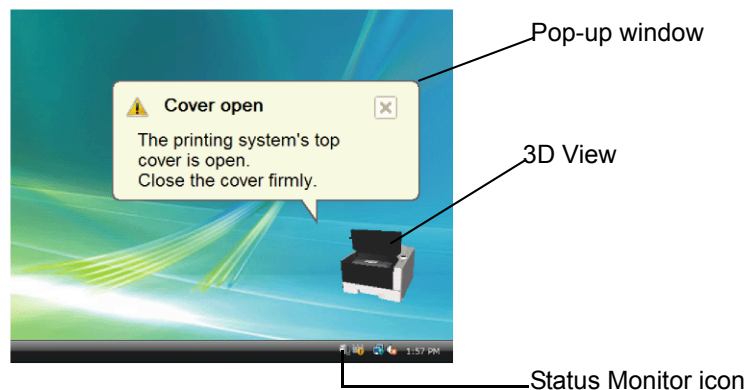 Pop-up window
Cover open
The printing system's top
cover is open.
Close the cover firmly.
3D View
1:57 PM
Status Monitor icon